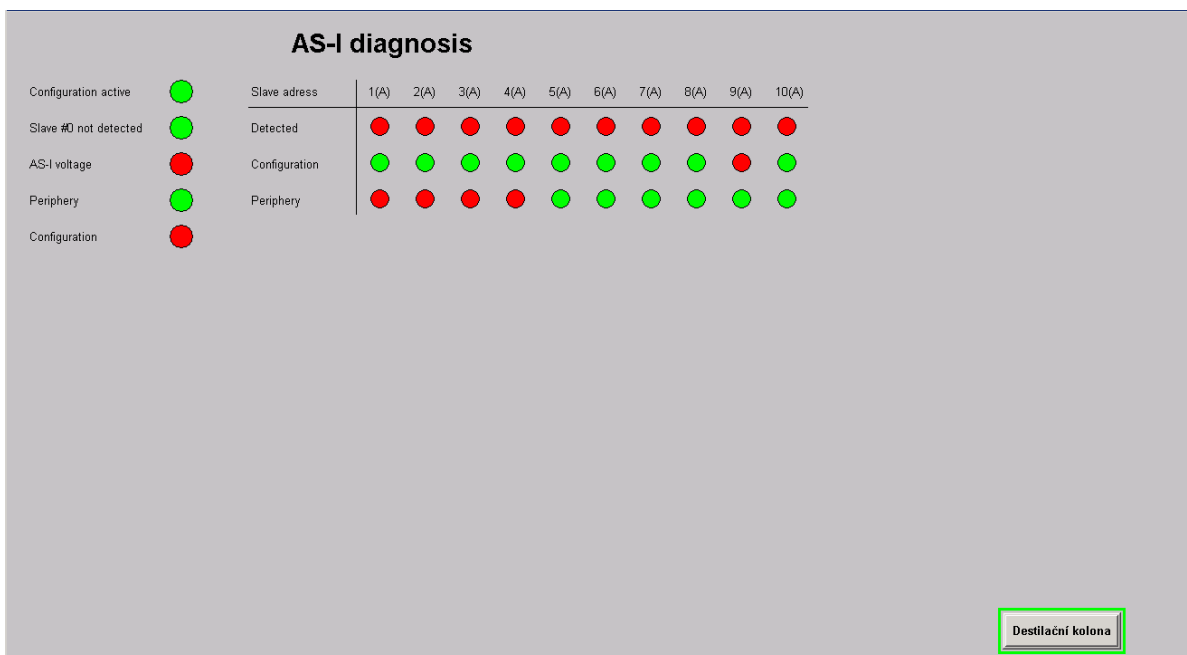 AS-I diagnosis
Configuration active
Slave #0 not detected
AS-I voltage
Periphery
Configuration
Slave adress 1(A) 2(A) 3(A) 4(A) 5(A) 6(A) 7(A) 8(A) 9(A) 10(A)
Detected
Configuration
Periphery
Destilační kolona